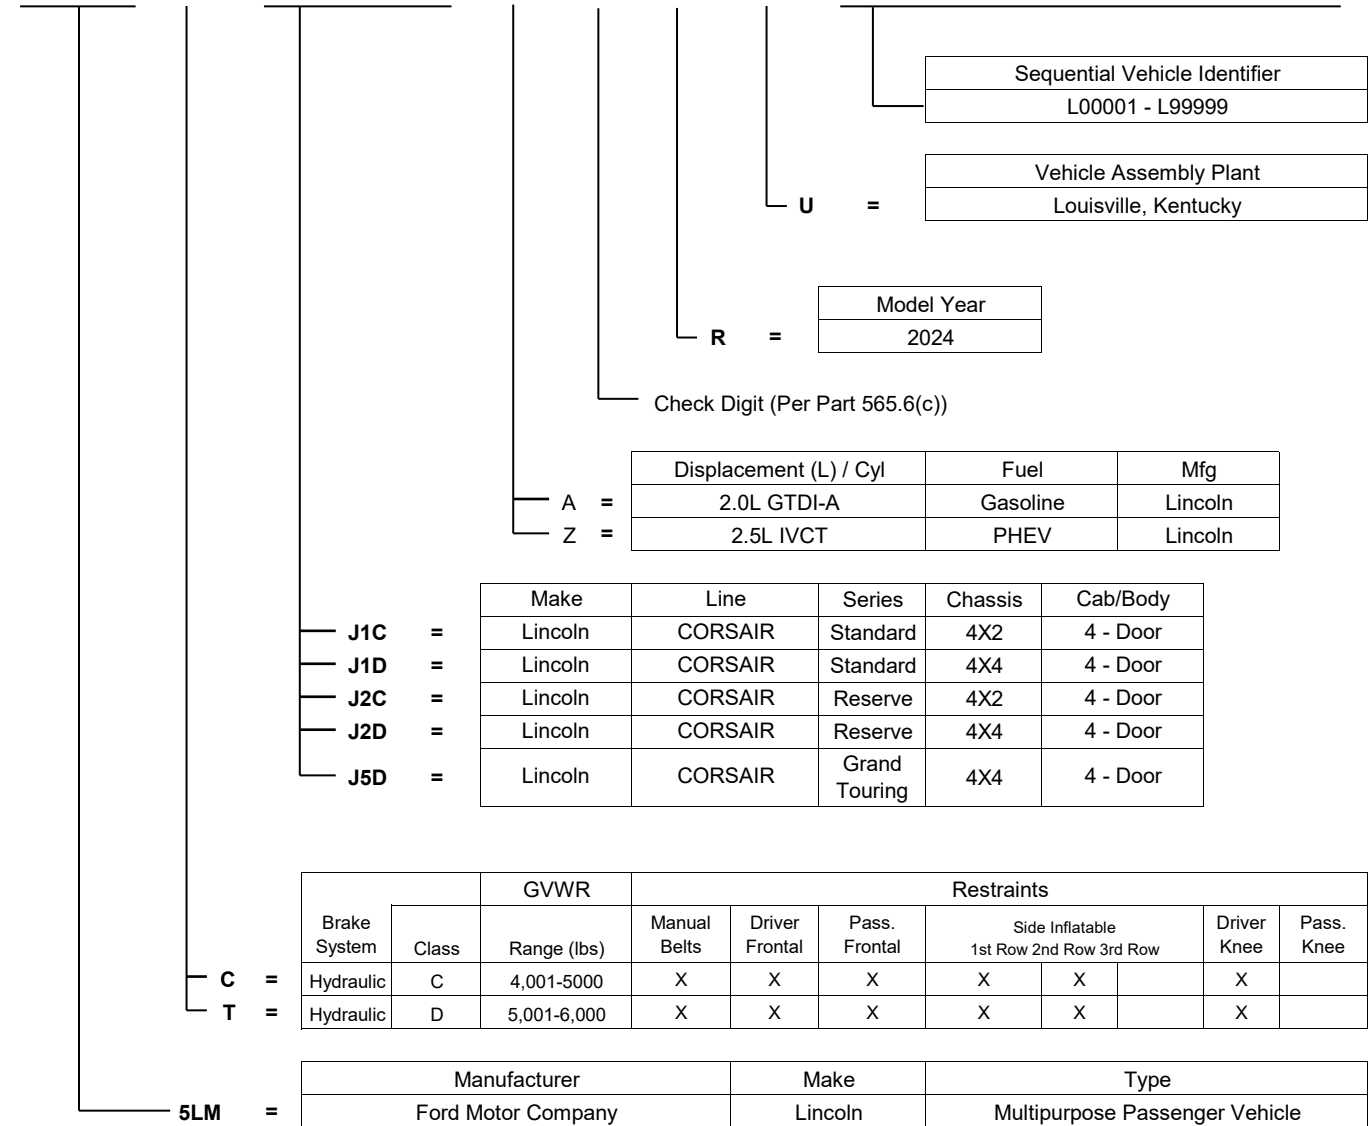 Sequential Vehicle Identifier
L00001 - L99999
Vehicle Assembly Plant
U = Louisville, Kentucky
Model Year
R = 2024
Check Digit (Per Part 565.6(c))
Displacement (L) / Cyl Fuel Mfg
A = 2.0L GTDI-A Gasoline Lincoln
Z = 2.5L IVCT PHEV Lincoln
Make Line Series Chassis Cab/Body
J1C = Lincoln CORSAIR Standard 4X2 4 - Door
J1D = Lincoln CORSAIR Standard 4X4 4 - Door
J2C = Lincoln CORSAIR Reserve 4X2 4 - Door
J2D = Lincoln CORSAIR Reserve 4X4 4 - Door
J5D = Lincoln CORSAIR Grand Touring 4X4 4 - Door
GVWR Restraints
Brake System Class Range (lbs) Manual Belts Driver Frontal Pass. Frontal Side Inflatable 1st Row 2nd Row 3rd Row Driver Knee Pass. Knee
C = Hydraulic C 4,001-5000 X X X X X X
T = Hydraulic D 5,001-6,000 X X X X X X
Manufacturer Make Type
5LM = Ford Motor Company Lincoln Multipurpose Passenger Vehicle